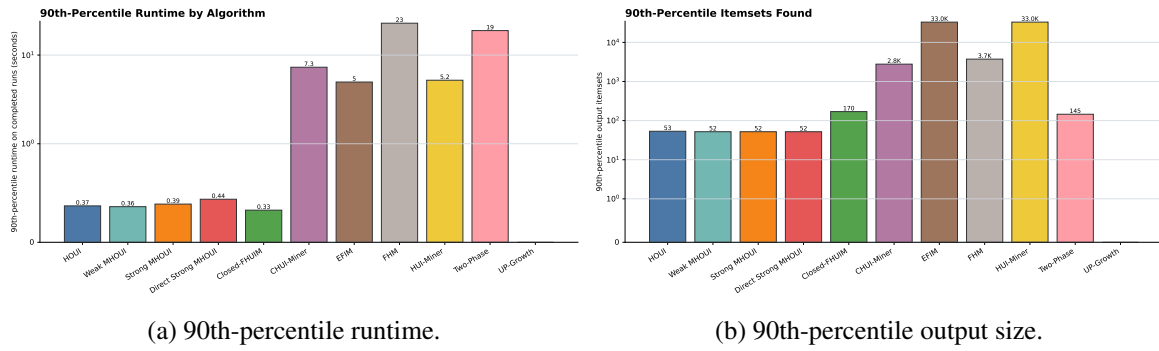 90th-Percentile Runtime by Algorithm
90th-percentile runtime on completed runs (seconds)
10¹
10⁰
0
0.37
0.36
0.39
0.44
0.33
7.3
5
23
5.2
19
HOUI
Weak MHOUI
Strong MHOUI
Direct Strong MHOUI
Closed-FHUIM
CHUI-Miner
EFIM
FHM
HUI-Miner
Two-Phase
UP-Growth
(a) 90th-percentile runtime.
90th-Percentile Itemsets Found
90th-percentile output itemsets
10⁴
10³
10²
10¹
10⁰
0
53
52
52
52
170
2.8K
33.0K
3.7K
33.0K
145
HOUI
Weak MHOUI
Strong MHOUI
Direct Strong MHOUI
Closed-FHUIM
CHUI-Miner
EFIM
FHM
HUI-Miner
Two-Phase
UP-Growth
(b) 90th-percentile output size.